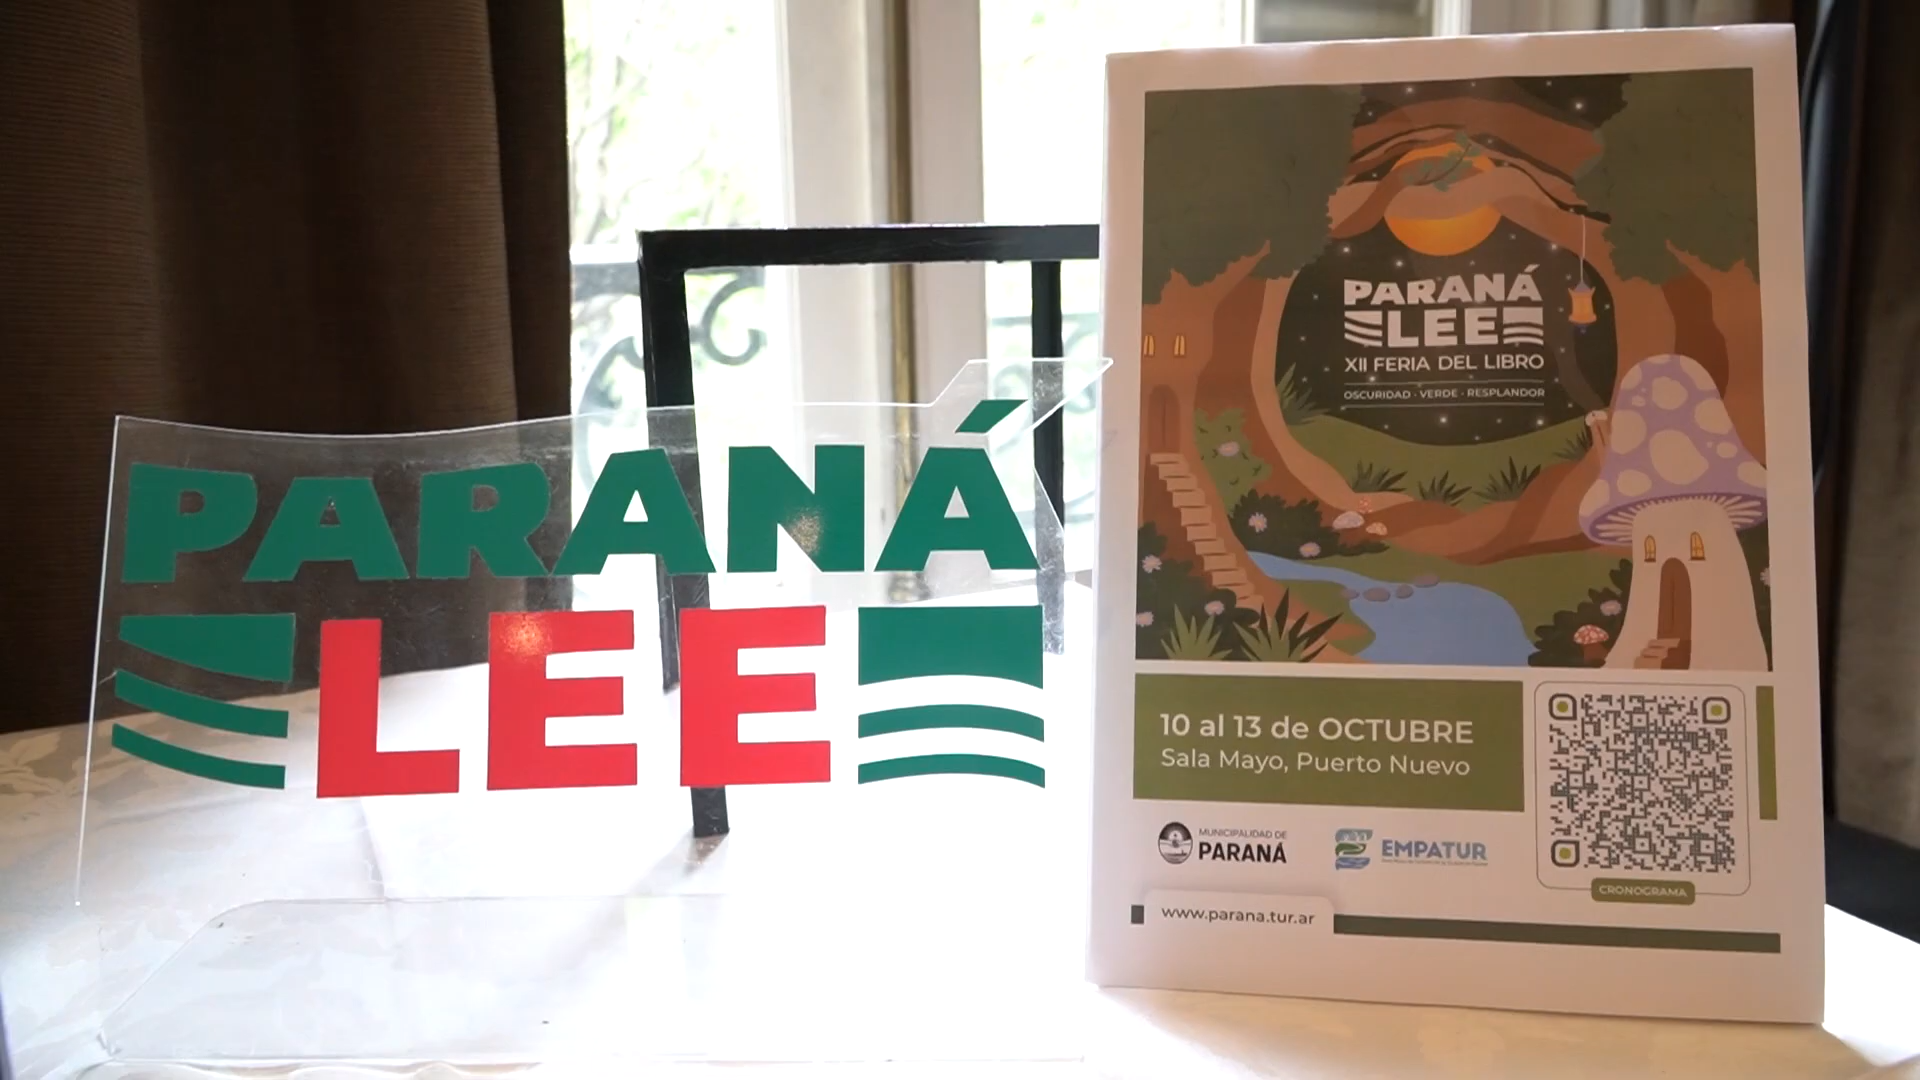 PARANÁ
LEE
PARANÁ
LEE
XII FERIA DEL LIBRO
OSCURIDAD · VERDE · RESPLANDOR
10 al 13 de OCTUBRE
Sala Mayo, Puerto Nuevo
MUNICIPALIDAD DE
PARANÁ
EMPATUR
CRONOGRAMA
www.parana.tur.ar